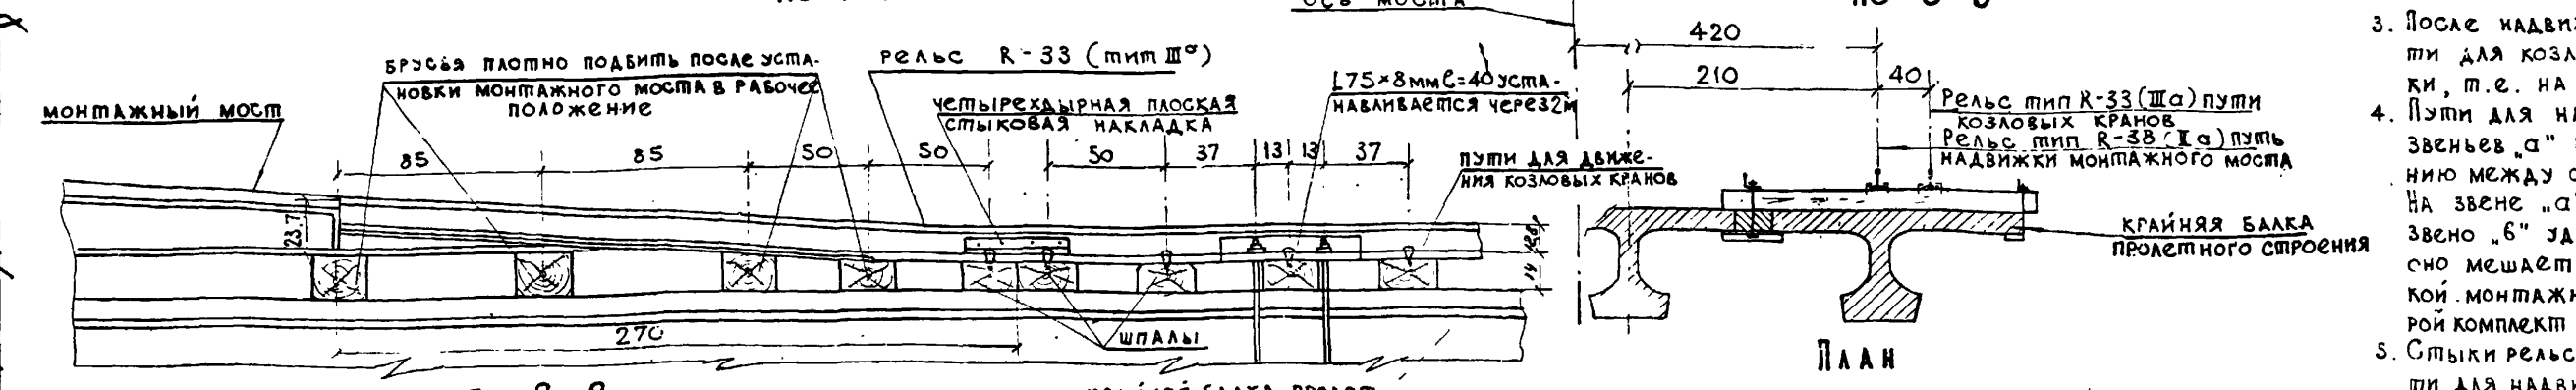 ось моста
420
210
40
Брусья плотно подбить после уста-
новки монтажного моста в рабочее
положение
рельс R-33 (тип IIIа)
монтажный мост
четырехдырная плоская
стыковая накладка
L75×8мм ℓ=40 уста-
навливается через 2м
пути для движе-
ния козловых кранов
85
85
50
50
50
37
13
13
37
23.7
14
270
шпалы
Рельс тип R-33 (IIIа) пути
козловых кранов
Рельс тип R-38 (IIа) путь
надвижки монтажного моста
крайняя балка
пролетного строения
План
3. После надви
ти для козл
ки, т.е. на
4. Пути для на
звеньев „а"
нию между
На звене „а"
звено „б" уд
сно мешает
кой монтажн
рой комплект
5. Стыки рельс
ти для надв